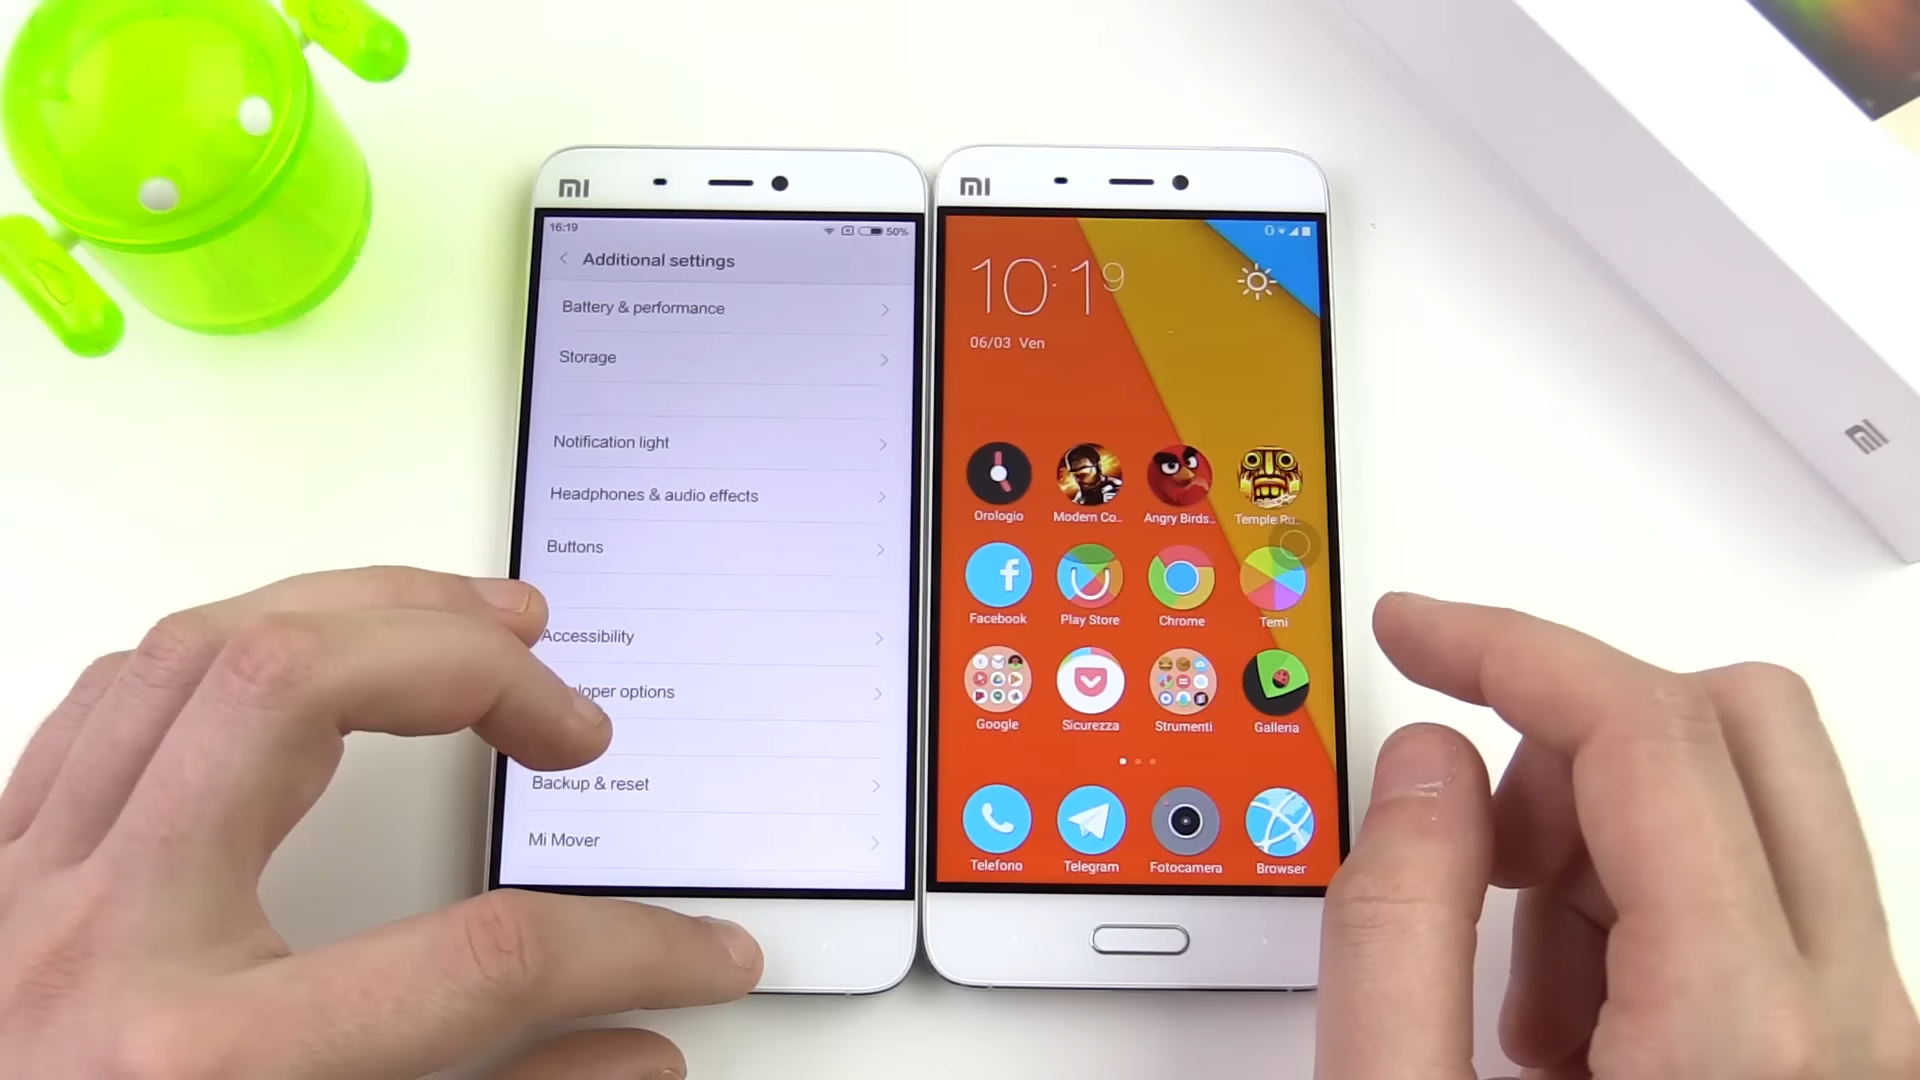 mi
16:19
50%
Additional settings
Battery & performance
Storage
Notification light
Headphones & audio effects
Buttons
Accessibility
loper options
Backup & reset
Mi Mover
mi
10:19
06/03 Ven
Orologio
Modern Co..
Angry Birds..
Temple Ru..
Facebook
Play Store
Chrome
Temi
Google
Sicurezza
Strumenti
Galleria
Telefono
Telegram
Fotocamera
Browser
mi